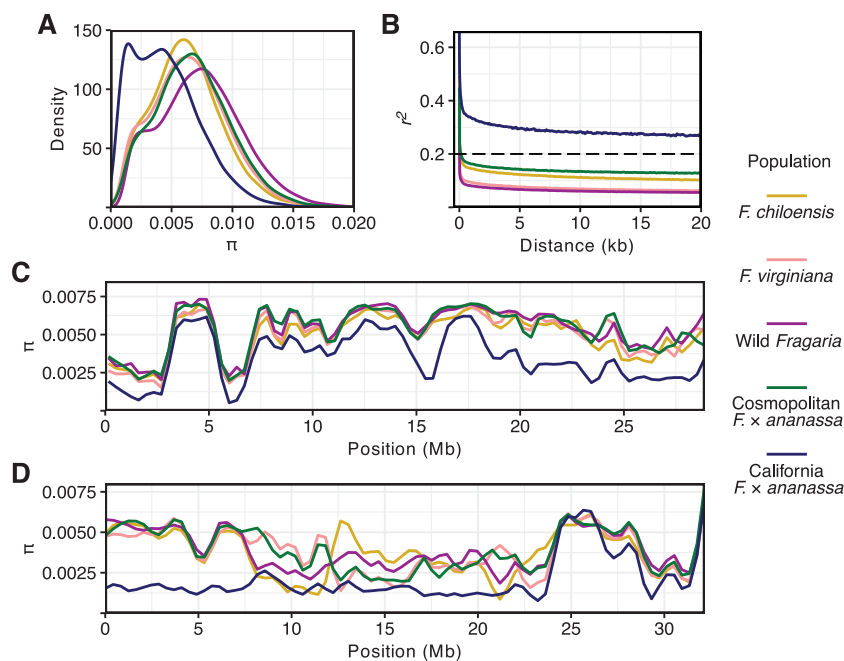 A
150
100
50
Density
0.000
0.005
0.010
0.015
0.020
π
B
0.6
0.4
0.2
r²
0
5
10
15
20
Distance (kb)
Population
F. chiloensis
F. virginiana
Wild Fragaria
Cosmopolitan
F. × ananassa
California
F. × ananassa
C
0.0075
0.0050
0.0025
π
0
5
10
15
20
25
Position (Mb)
D
0.0075
0.0050
0.0025
π
0
5
10
15
20
25
30
Position (Mb)